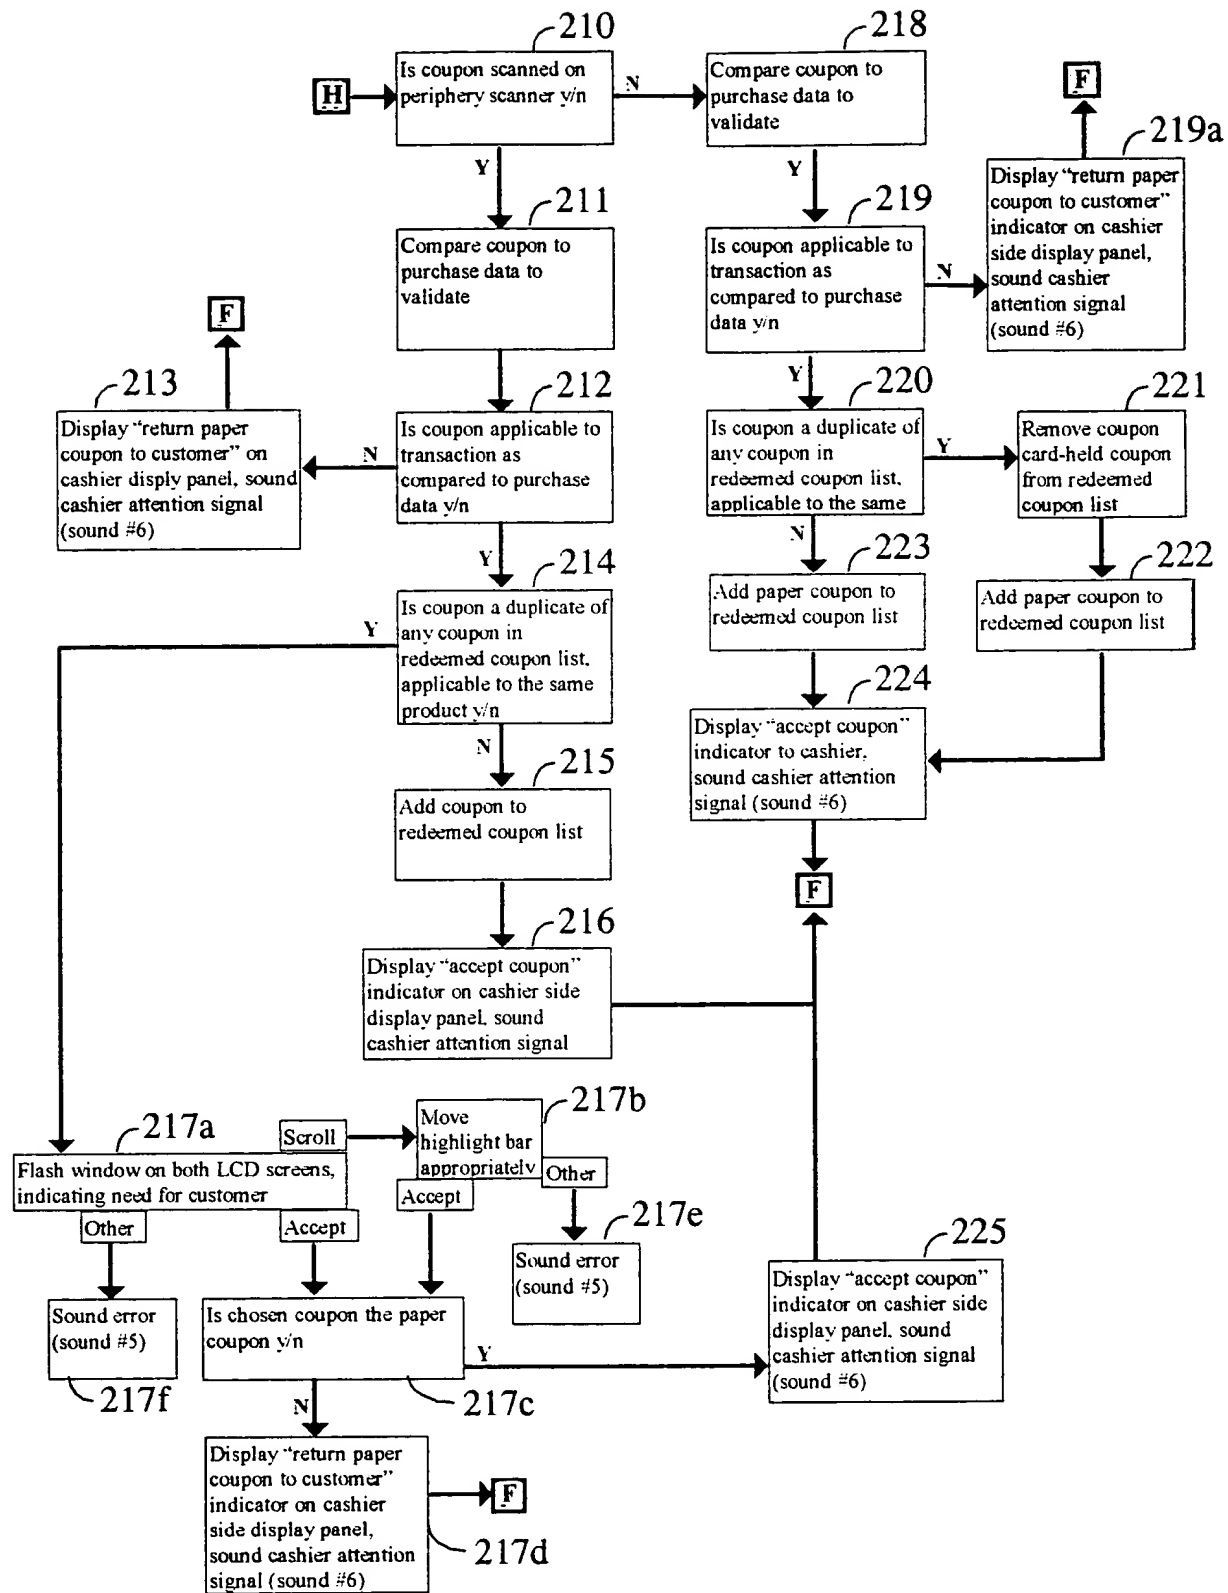 210
218
H
Is coupon scanned on
periphery scanner y/n
N
Compare coupon to
purchase data to
validate
F
219a
Y
Y
Display “return paper
coupon to customer”
indicator on cashier
side display panel,
sound cashier
attention signal
(sound #6)
211
Compare coupon to
purchase data to
validate
219
Is coupon applicable to
transaction as
compared to purchase
data y/n
N
F
213
Display “return paper
coupon to customer” on
cashier disply panel, sound
cashier attention signal
(sound #6)
N
212
Is coupon applicable to
transaction as
compared to purchase
data y/n
Y
220
Is coupon a duplicate of
any coupon in
redeemed coupon list,
applicable to the same
Y
221
Remove coupon
card-held coupon
from redeemed
coupon list
Y
N
214
Is coupon a duplicate of
any coupon in
redeemed coupon list,
applicable to the same
product y/n
Y
223
Add paper coupon to
redeemed coupon list
222
Add paper coupon to
redeemed coupon list
N
224
Display “accept coupon”
indicator to cashier,
sound cashier attention
signal (sound #6)
215
Add coupon to
redeemed coupon list
F
216
Display “accept coupon”
indicator on cashier side
display panel, sound
cashier attention signal
217a
Scroll
Flash window on both LCD screens,
indicating need for customer
Other
Accept
217b
Move
highlight bar
appropriately
Other
Accept
217e
Sound error
(sound #5)
225
Display “accept coupon”
indicator on cashier side
display panel, sound
cashier attention signal
(sound #6)
Sound error
(sound #5)
217f
Is chosen coupon the paper
coupon y/n
Y
217c
N
Display “return paper
coupon to customer”
indicator on cashier
side display panel,
sound cashier attention
signal (sound #6)
F
217d